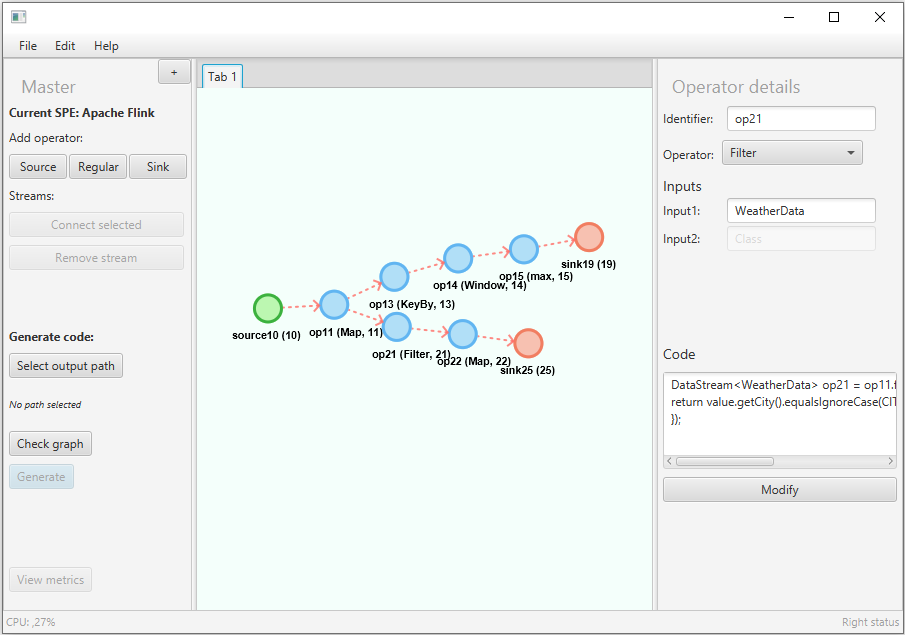 File Edit Help
Master
+
Current SPE: Apache Flink
Add operator:
Source Regular Sink
Streams:
Connect selected
Remove stream
Generate code:
Select output path
No path selected
Check graph
Generate
View metrics
Tab 1
sink19 (19)
op15 (max, 15)
op14 (Window, 14)
op13 (KeyBy, 13)
source10 (10)
op11 (Map, 11)
op21 (Filter, 21)
op22 (Map, 22)
sink25 (25)
Operator details
Identifier: op21
Operator: Filter
Inputs
Input1: WeatherData
Input2: Class
Code
DataStream<WeatherData> op21 = op11.f
return value.getCity().equalsIgnoreCase(CIT
});
Modify
CPU: ,27%
Right status